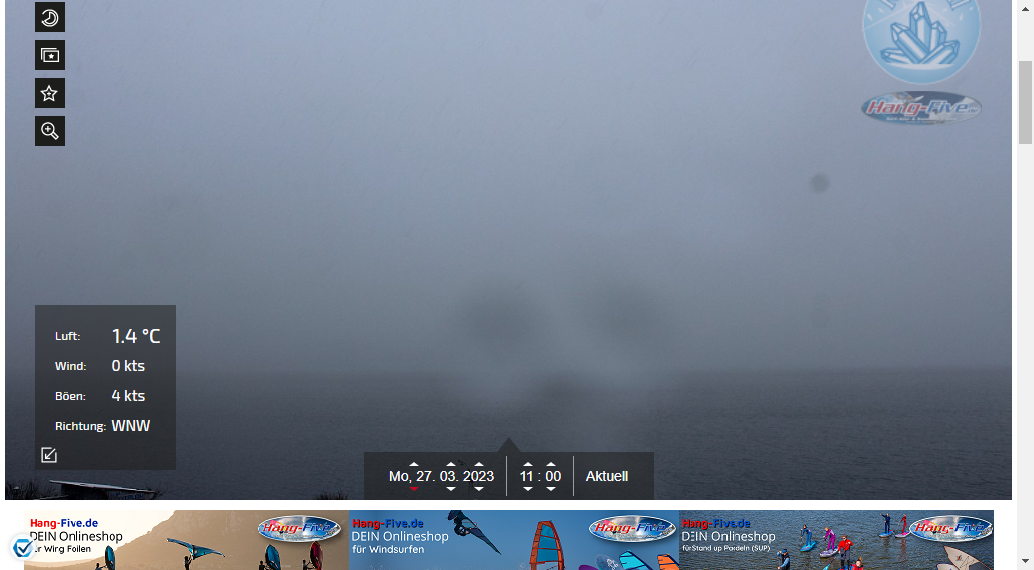 Hang-Five.de
Luft: 1.4 °C
Wind: 0 kts
Böen: 4 kts
Richtung: WNW
Mo, 27. 03. 2023 11 : 00 Aktuell
Hang-Five.de
DEIN Onlineshop
für Wing Foilen
Hang-Five
Hang-Five.de
DEIN Onlineshop
für Windsurfen
Hang-Five
Hang-Five.de
DEIN Onlineshop
für Stand up Paddeln (SUP)
Hang-Five